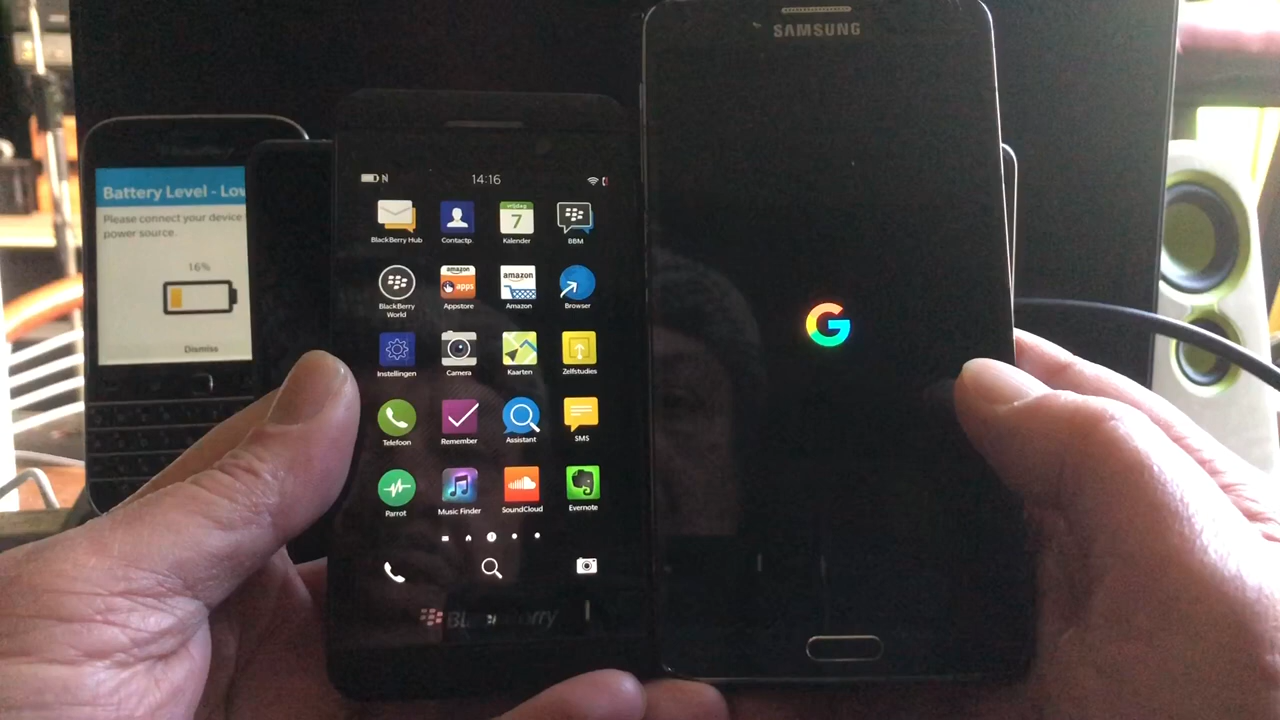 SAMSUNG
Battery Level - Low
Please connect your device
power source.
16%
Dismiss
N
14:16
vrijdag
7
BlackBerry Hub
Contactp.
Kalender
BBM
amazon
apps
amazon
BlackBerry
World
Appstore
Amazon
Browser
Instellingen
Camera
Kaarten
Zelfstudies
Telefoon
Remember
Assistant
SMS
Parrot
Music Finder
SoundCloud
Evernote
BlackBerry
G